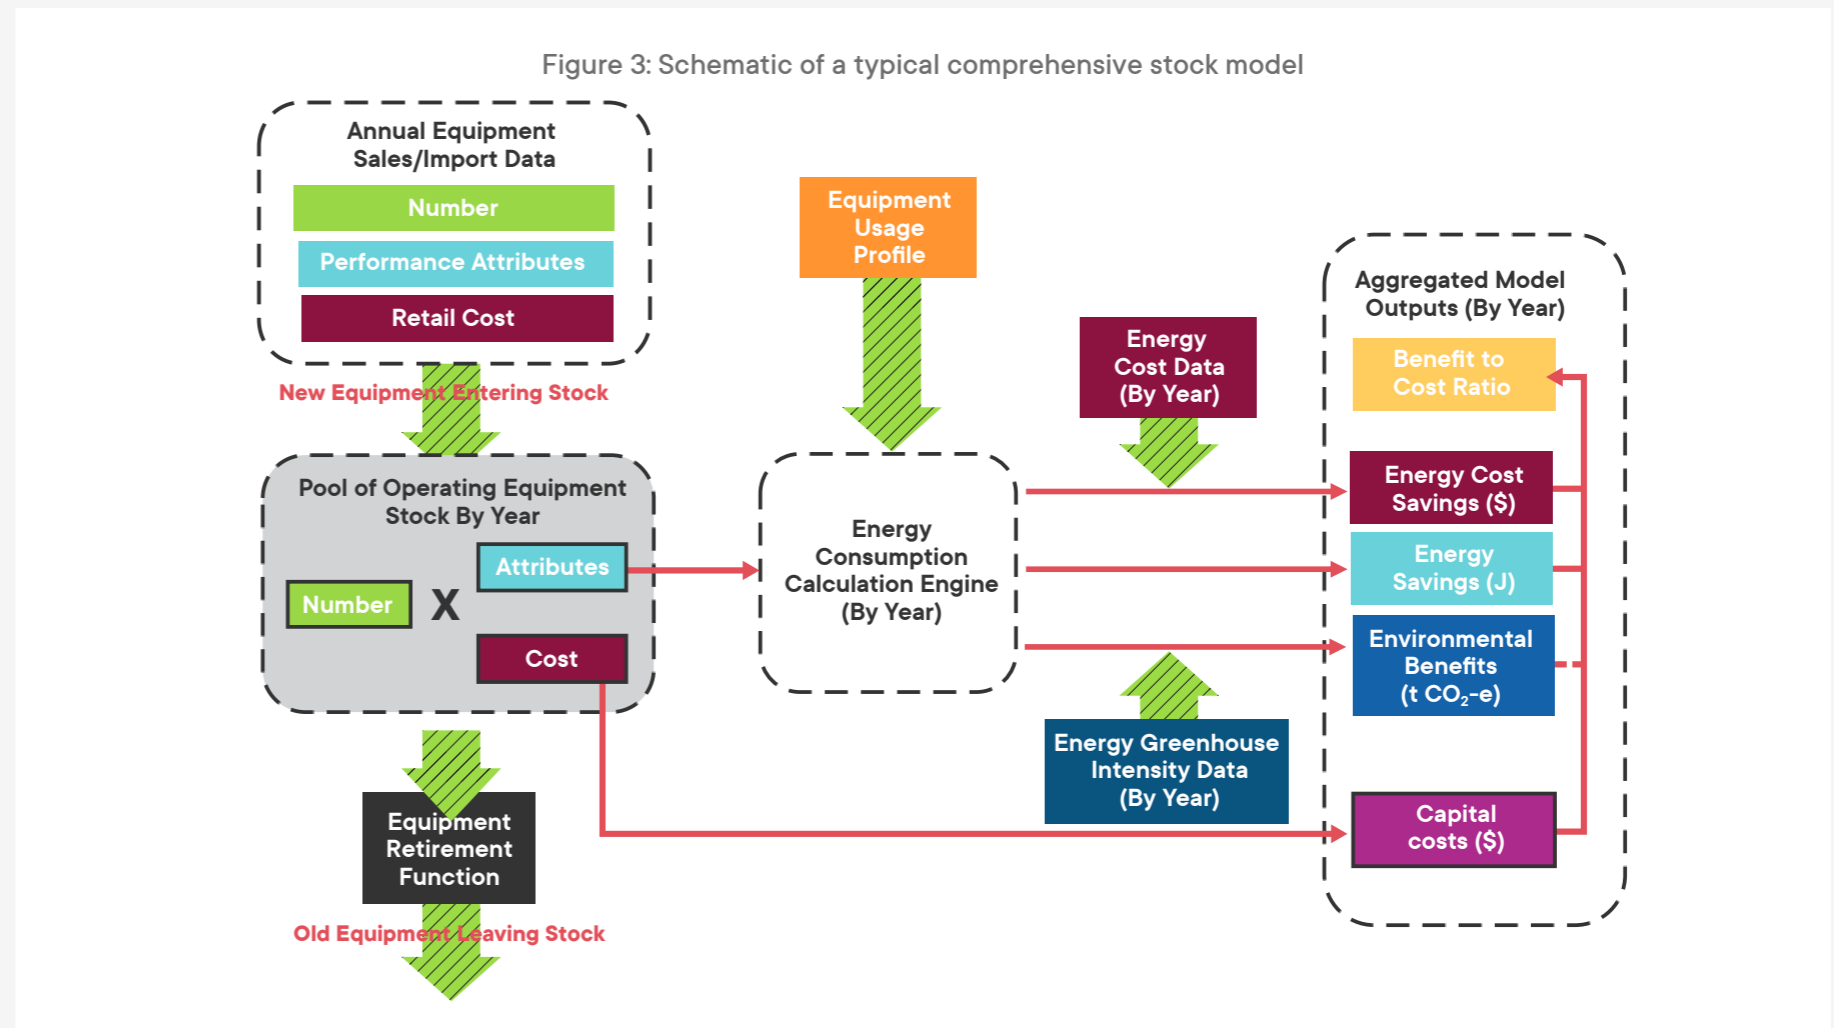 Figure 3: Schematic of a typical comprehensive stock model
Annual Equipment
Sales/Import Data
Number
Performance Attributes
Retail Cost
New Equipment Entering Stock
Pool of Operating Equipment
Stock By Year
Attributes
Number
X
Cost
Equipment
Retirement
Function
Old Equipment Leaving Stock
Equipment
Usage
Profile
Energy
Consumption
Calculation Engine
(By Year)
Energy
Cost Data
(By Year)
Energy Greenhouse
Intensity Data
(By Year)
Aggregated Model
Outputs (By Year)
Benefit to
Cost Ratio
Energy Cost
Savings ($)
Energy
Savings (J)
Environmental
Benefits
(t CO₂-e)
Capital
costs ($)